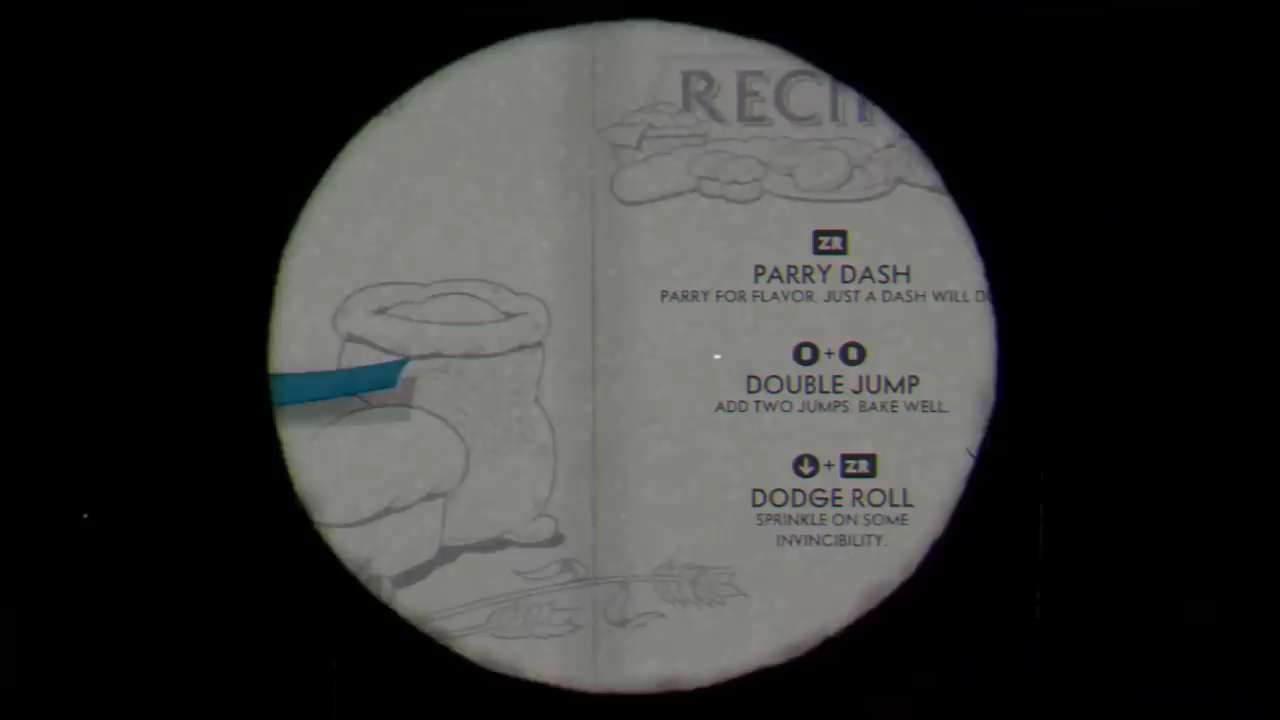 ZR
PARRY DASH
PARRY FOR FLAVOR. JUST A DASH WILL
+
DOUBLE JUMP
ADD TWO JUMPS. BAKE WELL.
↓ + ZR
DODGE ROLL
SPRINKLE ON SOME
INVINCIBILITY.